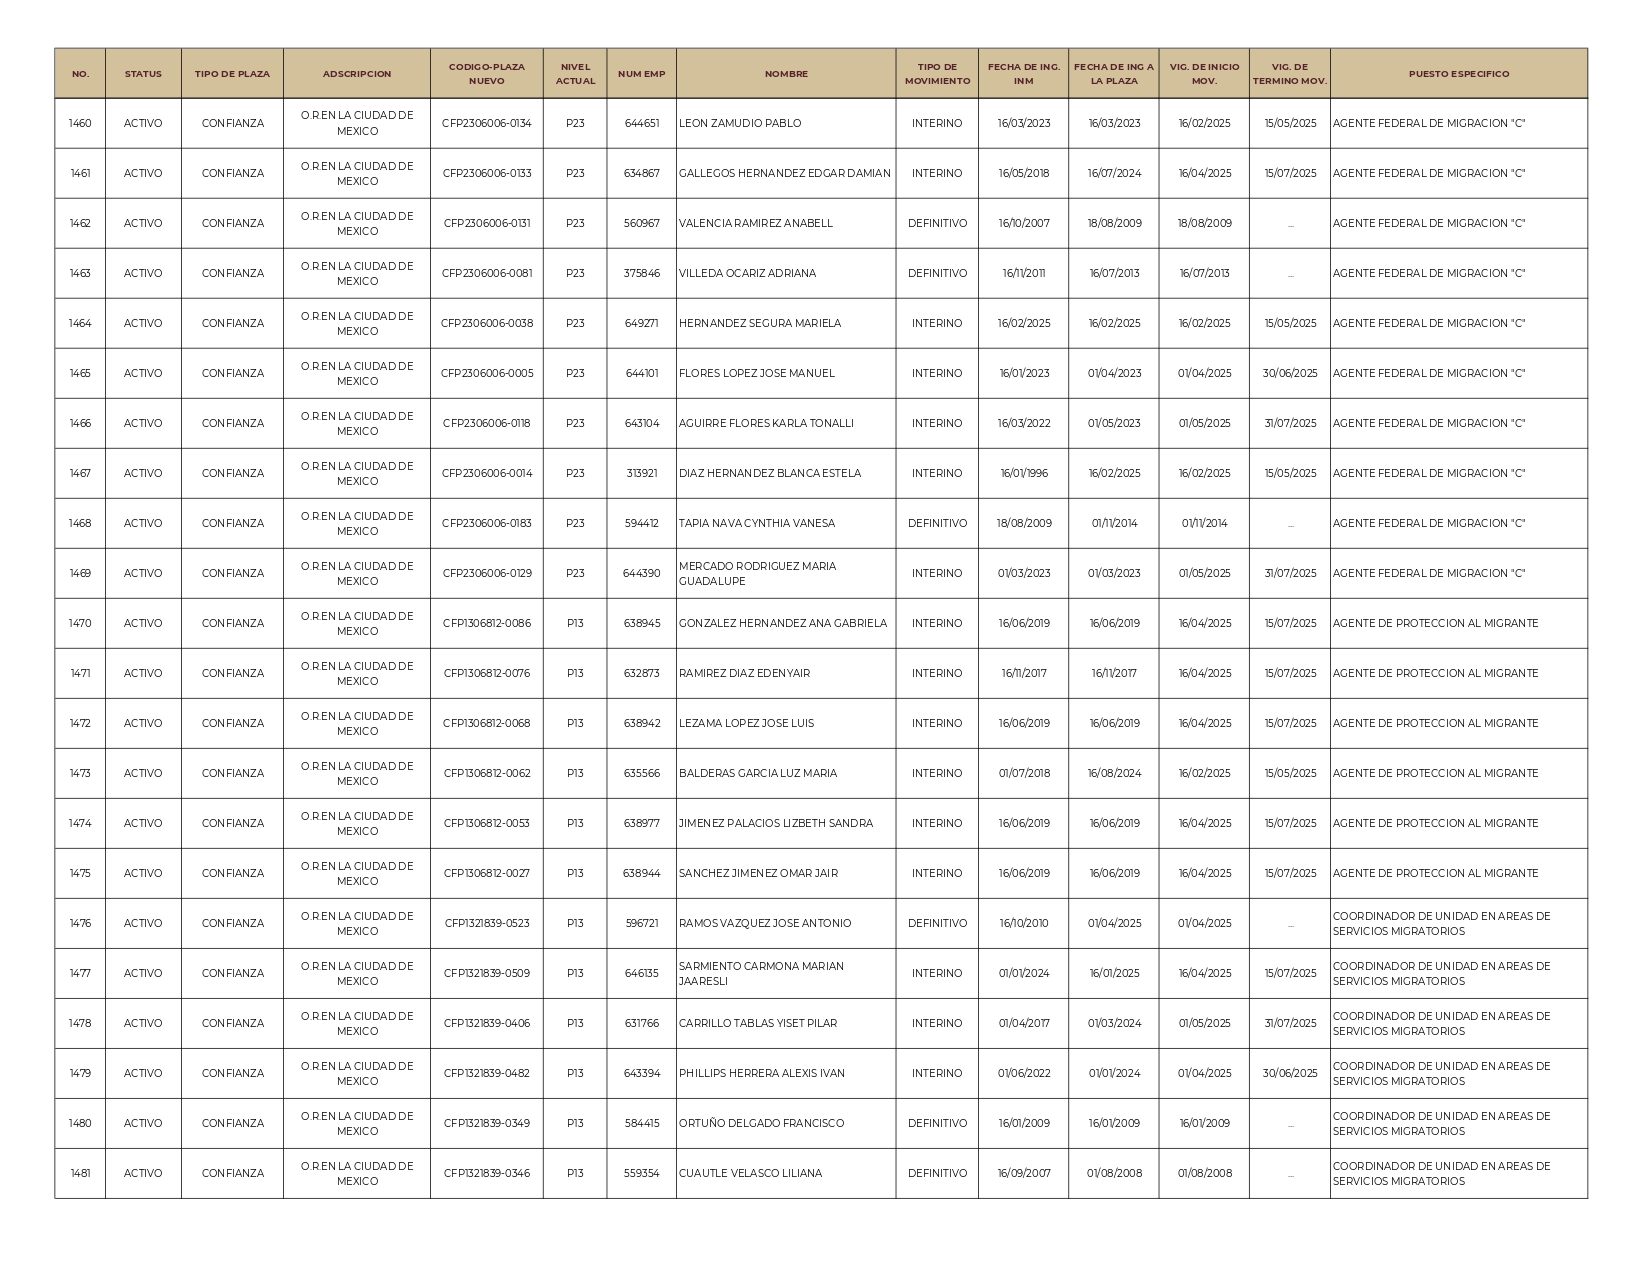 NO. STATUS TIPO DE PLAZA ADSCRIPCION CODIGO-PLAZA NUEVO NIVEL ACTUAL NUM EMP NOMBRE TIPO DE MOVIMIENTO FECHA DE ING. INM FECHA DE ING A LA PLAZA VIG. DE INICIO MOV. VIG. DE TERMINO MOV. PUESTO ESPECIFICO
1460 ACTIVO CONFIANZA O.R.EN LA CIUDAD DE MEXICO CFP2306006-0134 P23 644651 LEON ZAMUDIO PABLO INTERINO 16/03/2023 16/03/2023 16/02/2025 15/05/2025 AGENTE FEDERAL DE MIGRACION "C"
1461 ACTIVO CONFIANZA O.R.EN LA CIUDAD DE MEXICO CFP2306006-0133 P23 634867 GALLEGOS HERNANDEZ EDGAR DAMIAN INTERINO 16/05/2018 16/07/2024 16/04/2025 15/07/2025 AGENTE FEDERAL DE MIGRACION "C"
1462 ACTIVO CONFIANZA O.R.EN LA CIUDAD DE MEXICO CFP2306006-0131 P23 560967 VALENCIA RAMIREZ ANABELL DEFINITIVO 16/10/2007 18/08/2009 18/08/2009 ... AGENTE FEDERAL DE MIGRACION "C"
1463 ACTIVO CONFIANZA O.R.EN LA CIUDAD DE MEXICO CFP2306006-0081 P23 375846 VILLEDA OCARIZ ADRIANA DEFINITIVO 16/11/2011 16/07/2013 16/07/2013 ... AGENTE FEDERAL DE MIGRACION "C"
1464 ACTIVO CONFIANZA O.R.EN LA CIUDAD DE MEXICO CFP2306006-0038 P23 649271 HERNANDEZ SEGURA MARIELA INTERINO 16/02/2025 16/02/2025 16/02/2025 15/05/2025 AGENTE FEDERAL DE MIGRACION "C"
1465 ACTIVO CONFIANZA O.R.EN LA CIUDAD DE MEXICO CFP2306006-0005 P23 644101 FLORES LOPEZ JOSE MANUEL INTERINO 16/01/2023 01/04/2023 01/04/2025 30/06/2025 AGENTE FEDERAL DE MIGRACION "C"
1466 ACTIVO CONFIANZA O.R.EN LA CIUDAD DE MEXICO CFP2306006-0118 P23 643104 AGUIRRE FLORES KARLA TONALLI INTERINO 16/03/2022 01/05/2023 01/05/2025 31/07/2025 AGENTE FEDERAL DE MIGRACION "C"
1467 ACTIVO CONFIANZA O.R.EN LA CIUDAD DE MEXICO CFP2306006-0014 P23 313921 DIAZ HERNANDEZ BLANCA ESTELA INTERINO 16/01/1996 16/02/2025 16/02/2025 15/05/2025 AGENTE FEDERAL DE MIGRACION "C"
1468 ACTIVO CONFIANZA O.R.EN LA CIUDAD DE MEXICO CFP2306006-0183 P23 594412 TAPIA NAVA CYNTHIA VANESA DEFINITIVO 18/08/2009 01/11/2014 01/11/2014 ... AGENTE FEDERAL DE MIGRACION "C"
1469 ACTIVO CONFIANZA O.R.EN LA CIUDAD DE MEXICO CFP2306006-0129 P23 644390 MERCADO RODRIGUEZ MARIA GUADALUPE INTERINO 01/03/2023 01/03/2023 01/05/2025 31/07/2025 AGENTE FEDERAL DE MIGRACION "C"
1470 ACTIVO CONFIANZA O.R.EN LA CIUDAD DE MEXICO CFP1306812-0086 P13 638945 GONZALEZ HERNANDEZ ANA GABRIELA INTERINO 16/06/2019 16/06/2019 16/04/2025 15/07/2025 AGENTE DE PROTECCION AL MIGRANTE
1471 ACTIVO CONFIANZA O.R.EN LA CIUDAD DE MEXICO CFP1306812-0076 P13 632873 RAMIREZ DIAZ EDENYAIR INTERINO 16/11/2017 16/11/2017 16/04/2025 15/07/2025 AGENTE DE PROTECCION AL MIGRANTE
1472 ACTIVO CONFIANZA O.R.EN LA CIUDAD DE MEXICO CFP1306812-0068 P13 638942 LEZAMA LOPEZ JOSE LUIS INTERINO 16/06/2019 16/06/2019 16/04/2025 15/07/2025 AGENTE DE PROTECCION AL MIGRANTE
1473 ACTIVO CONFIANZA O.R.EN LA CIUDAD DE MEXICO CFP1306812-0062 P13 635566 BALDERAS GARCIA LUZ MARIA INTERINO 01/07/2018 16/08/2024 16/02/2025 15/05/2025 AGENTE DE PROTECCION AL MIGRANTE
1474 ACTIVO CONFIANZA O.R.EN LA CIUDAD DE MEXICO CFP1306812-0053 P13 638977 JIMENEZ PALACIOS LIZBETH SANDRA INTERINO 16/06/2019 16/06/2019 16/04/2025 15/07/2025 AGENTE DE PROTECCION AL MIGRANTE
1475 ACTIVO CONFIANZA O.R.EN LA CIUDAD DE MEXICO CFP1306812-0027 P13 638944 SANCHEZ JIMENEZ OMAR JAIR INTERINO 16/06/2019 16/06/2019 16/04/2025 15/07/2025 AGENTE DE PROTECCION AL MIGRANTE
1476 ACTIVO CONFIANZA O.R.EN LA CIUDAD DE MEXICO CFP1321839-0523 P13 596721 RAMOS VAZQUEZ JOSE ANTONIO DEFINITIVO 16/10/2010 01/04/2025 01/04/2025 ... COORDINADOR DE UNIDAD EN AREAS DE SERVICIOS MIGRATORIOS
1477 ACTIVO CONFIANZA O.R.EN LA CIUDAD DE MEXICO CFP1321839-0509 P13 646135 SARMIENTO CARMONA MARIAN JAARESLI INTERINO 01/01/2024 16/01/2025 16/04/2025 15/07/2025 COORDINADOR DE UNIDAD EN AREAS DE SERVICIOS MIGRATORIOS
1478 ACTIVO CONFIANZA O.R.EN LA CIUDAD DE MEXICO CFP1321839-0406 P13 631766 CARRILLO TABLAS YISET PILAR INTERINO 01/04/2017 01/03/2024 01/05/2025 31/07/2025 COORDINADOR DE UNIDAD EN AREAS DE SERVICIOS MIGRATORIOS
1479 ACTIVO CONFIANZA O.R.EN LA CIUDAD DE MEXICO CFP1321839-0482 P13 643394 PHILLIPS HERRERA ALEXIS IVAN INTERINO 01/06/2022 01/01/2024 01/04/2025 30/06/2025 COORDINADOR DE UNIDAD EN AREAS DE SERVICIOS MIGRATORIOS
1480 ACTIVO CONFIANZA O.R.EN LA CIUDAD DE MEXICO CFP1321839-0349 P13 584415 ORTUÑO DELGADO FRANCISCO DEFINITIVO 16/01/2009 16/01/2009 16/01/2009 ... COORDINADOR DE UNIDAD EN AREAS DE SERVICIOS MIGRATORIOS
1481 ACTIVO CONFIANZA O.R.EN LA CIUDAD DE MEXICO CFP1321839-0346 P13 559354 CUAUTLE VELASCO LILIANA DEFINITIVO 16/09/2007 01/08/2008 01/08/2008 ... COORDINADOR DE UNIDAD EN AREAS DE SERVICIOS MIGRATORIOS